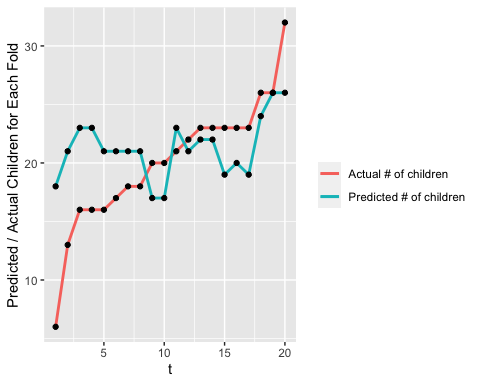 Predicted / Actual Children for Each Fold
30
20
10
5
10
15
20
t
Actual # of children
Predicted # of children